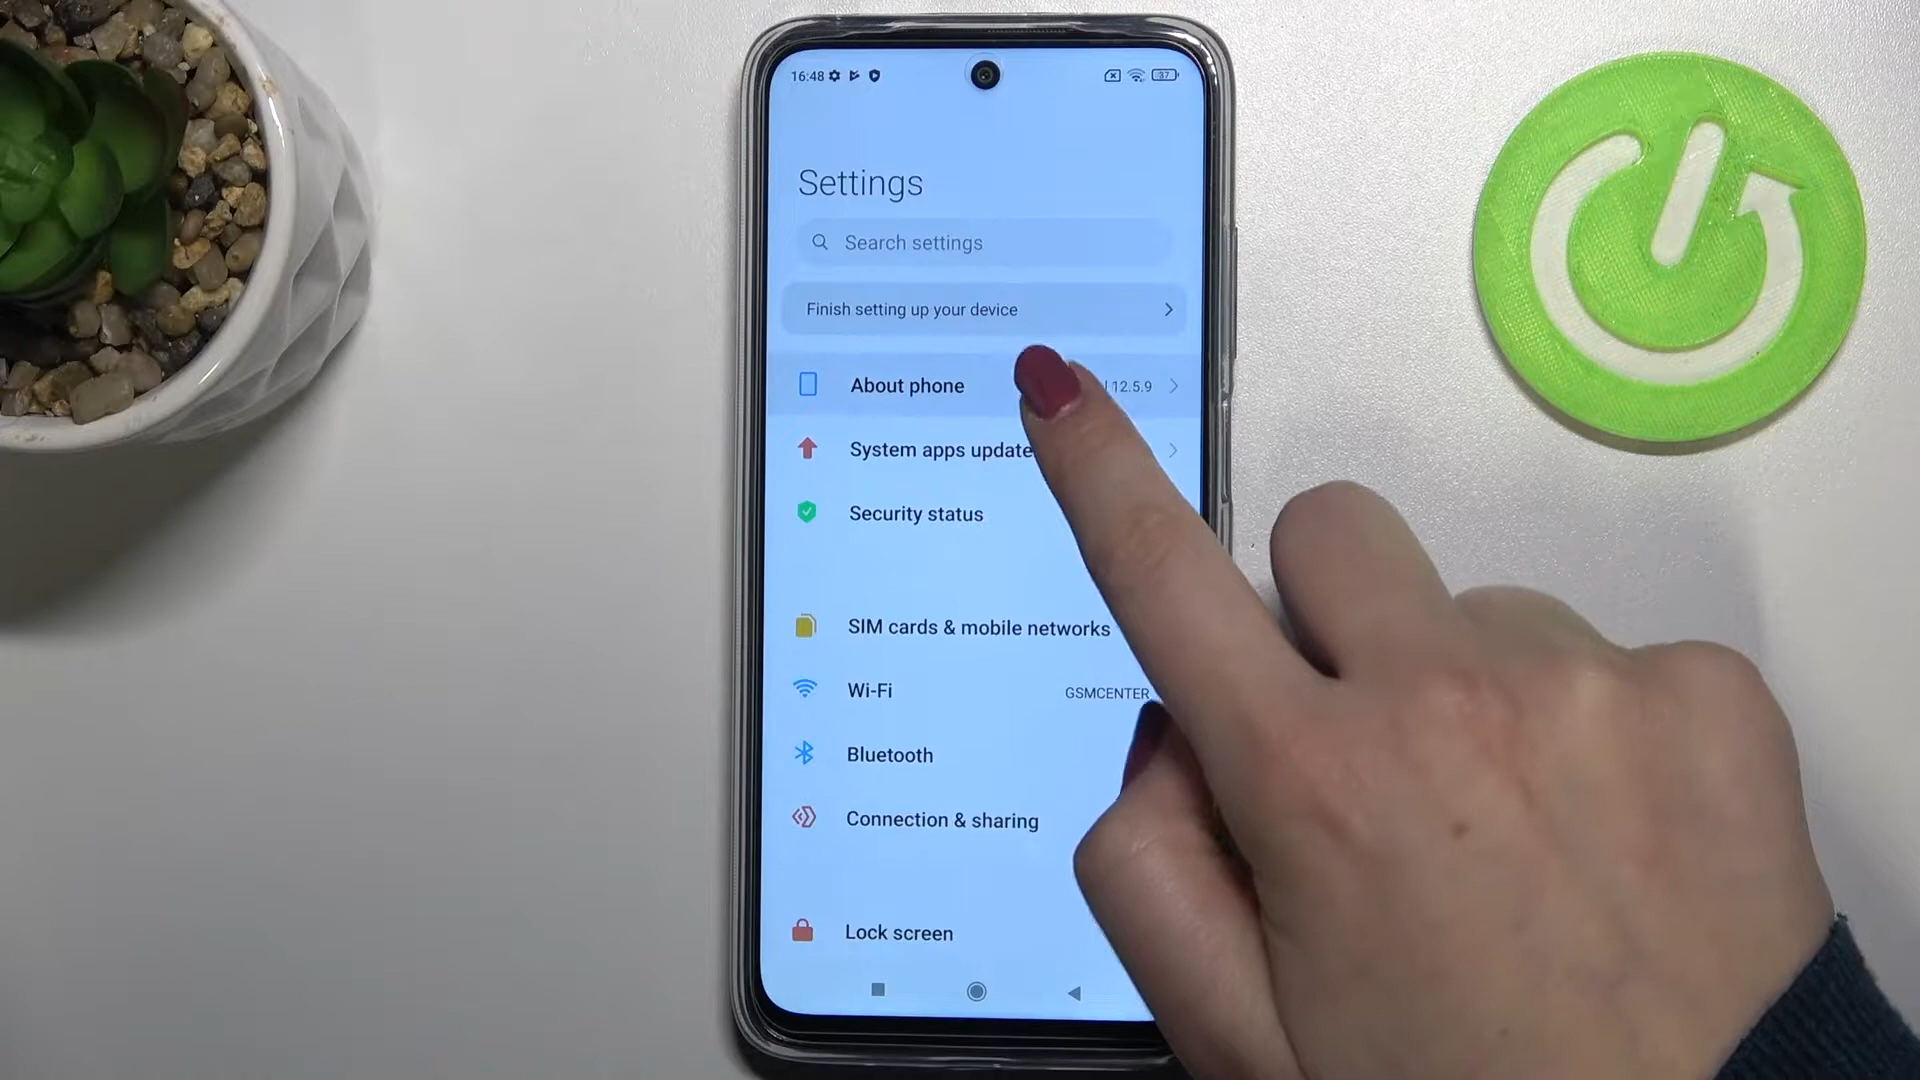 16:48 37
Settings
Search settings
Finish setting up your device
About phone 12.5.9
System apps update
Security status
SIM cards & mobile networks
Wi-Fi GSMCENTER
Bluetooth
Connection & sharing
Lock screen